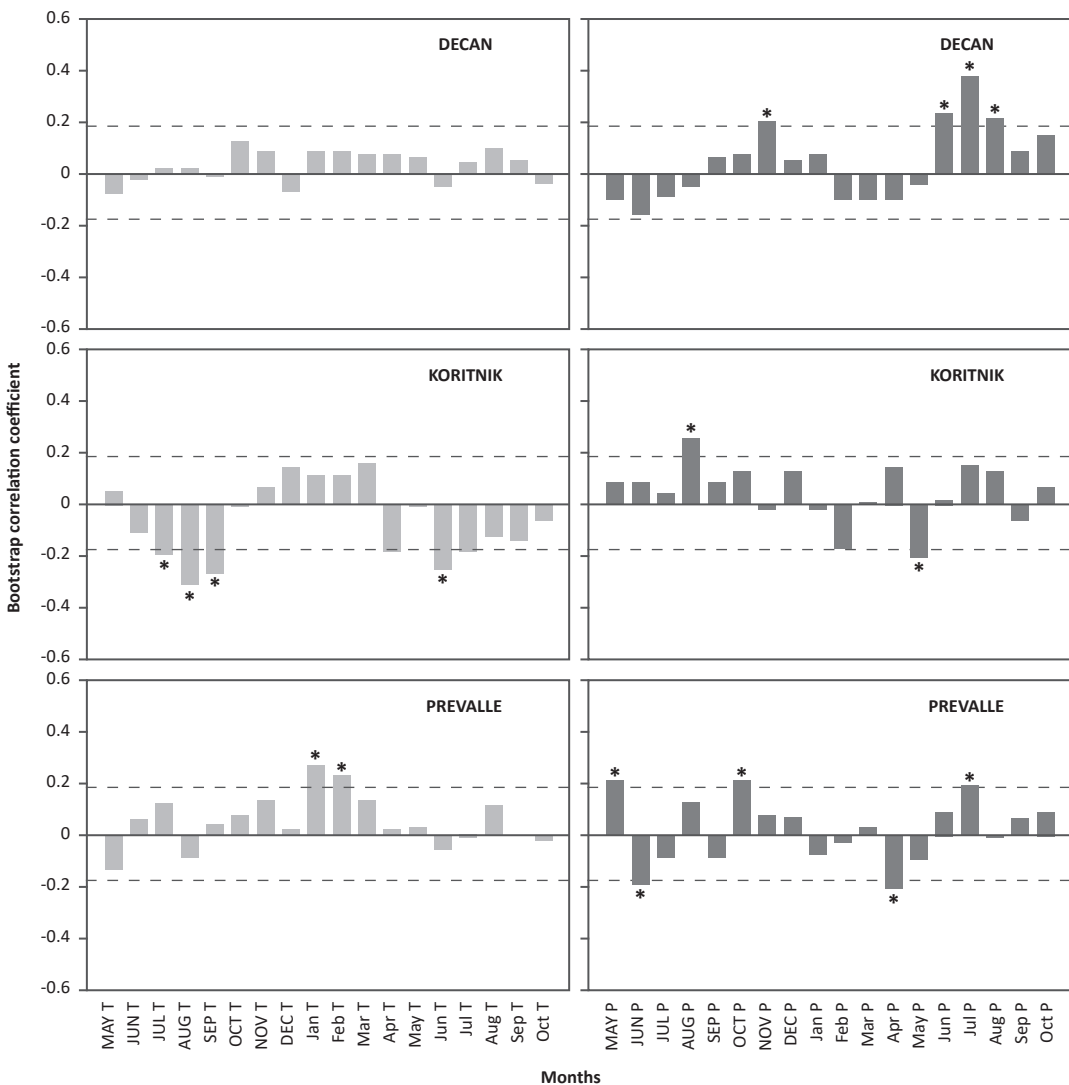 Bootstrap correlation coefficient
DECAN
0.6
0.4
0.2
0
-0.2
-0.4
-0.6
DECAN
* * * *
KORITNIK
0.6
0.4
0.2
0
-0.2
-0.4
-0.6
* * * *
KORITNIK
* *
PREVALLE
0.6
0.4
0.2
0
-0.2
-0.4
-0.6
* *
PREVALLE
* * * * *
MAY T
JUN T
JUL T
AUG T
SEP T
OCT T
NOV T
DEC T
Jan T
Feb T
Mar T
Apr T
May T
Jun T
Jul T
Aug T
Sep T
Oct T
MAY P
JUN P
JUL P
AUG P
SEP P
OCT P
NOV P
DEC P
Jan P
Feb P
Mar P
Apr P
May P
Jun P
Jul P
Aug P
Sep P
Oct P
Months